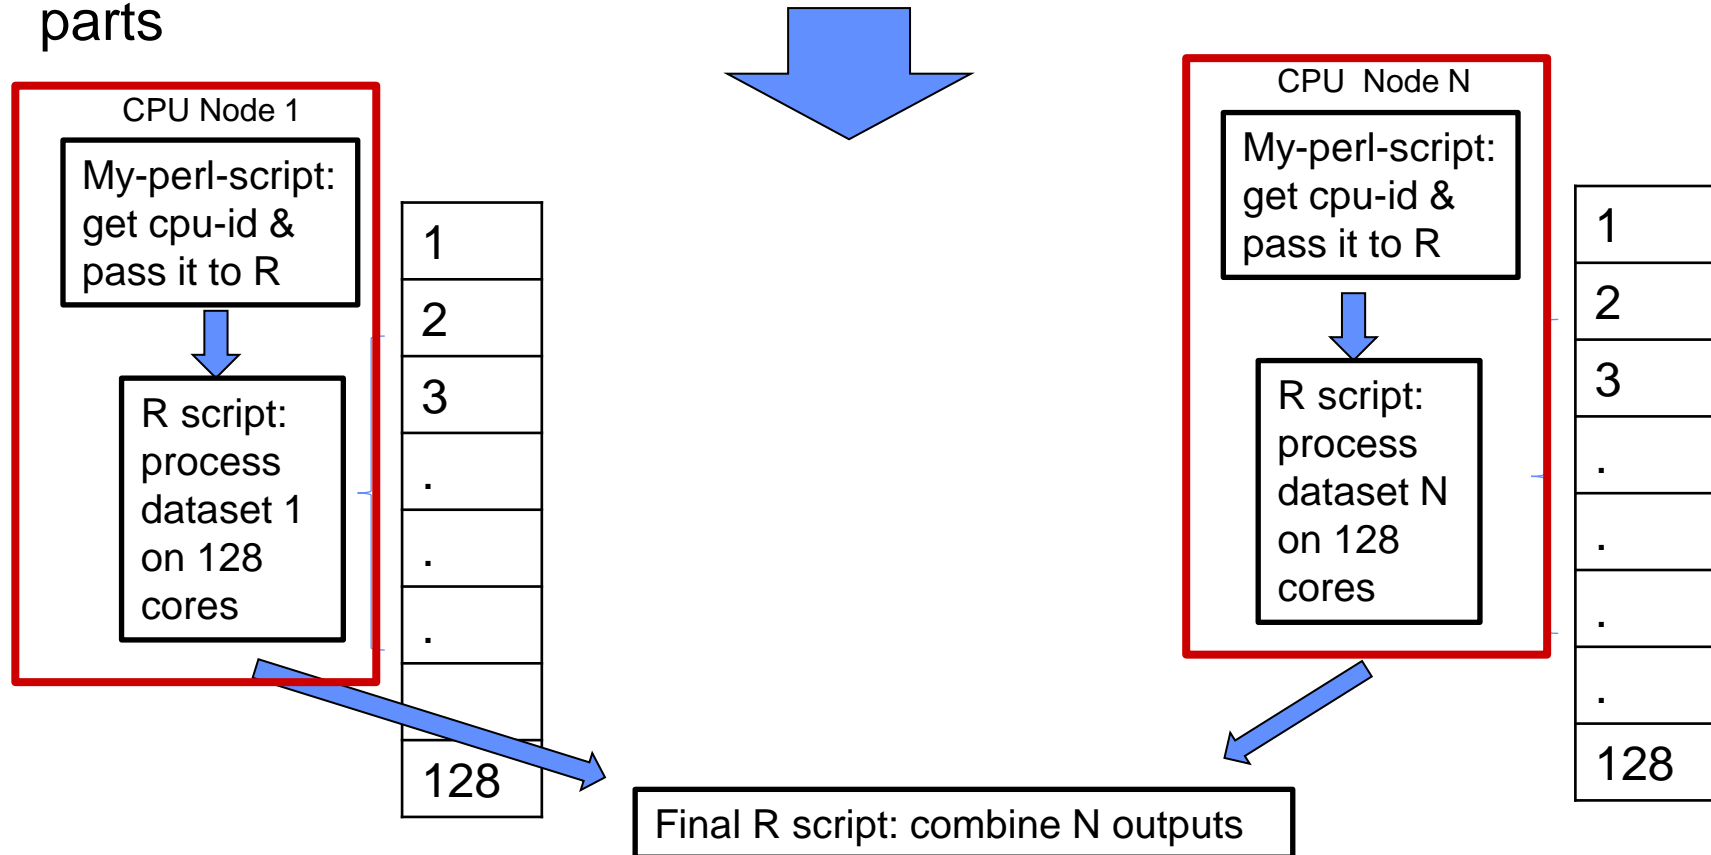 parts
CPU Node 1
My-perl-script:
get cpu-id &
pass it to R
R script:
process
dataset 1
on 128
cores
1
2
3
.
.
.
128
CPU  Node N
My-perl-script:
get cpu-id &
pass it to R
R script:
process
dataset N
on 128
cores
1
2
3
.
.
.
.
128
Final R script: combine N outputs